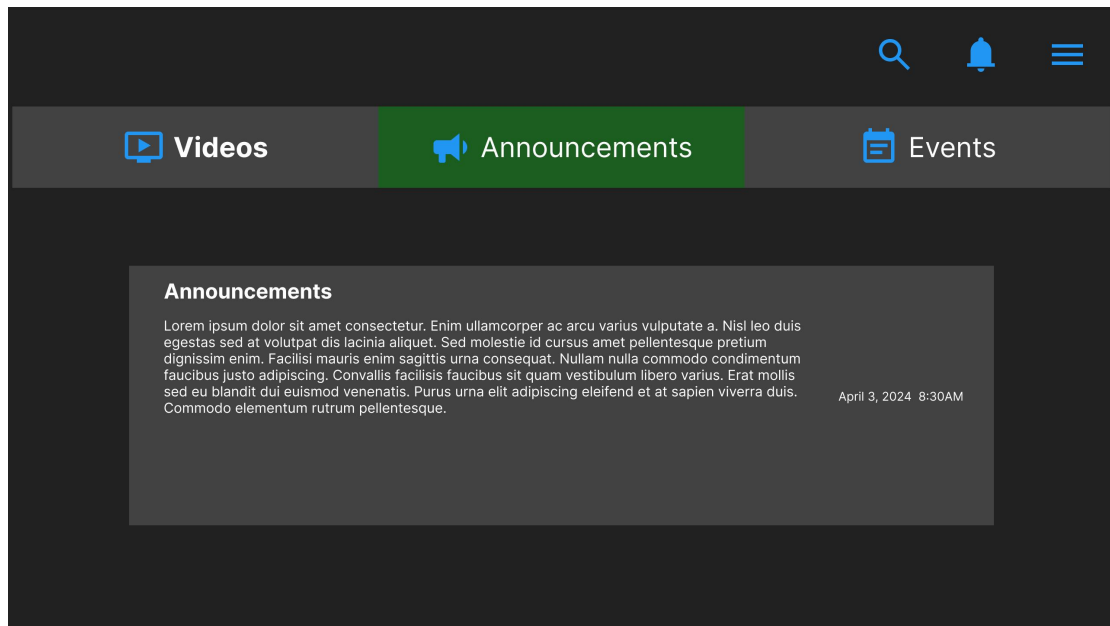 Videos
Announcements
Events
Announcements
Lorem ipsum dolor sit amet consectetur. Enim ullamcorper ac arcu varius vulputate a. Nisl leo duis
egestas sed at volutpat dis lacinia aliquet. Sed molestie id cursus amet pellentesque pretium
dignissim enim. Facilisi mauris enim sagittis urna consequat. Nullam nulla commodo condimentum
faucibus justo adipiscing. Convallis facilisis faucibus sit quam vestibulum libero varius. Erat mollis
sed eu blandit dui euismod venenatis. Purus urna elit adipiscing eleifend et at sapien viverra duis.
Commodo elementum rutrum pellentesque.
April 3, 2024 8:30AM